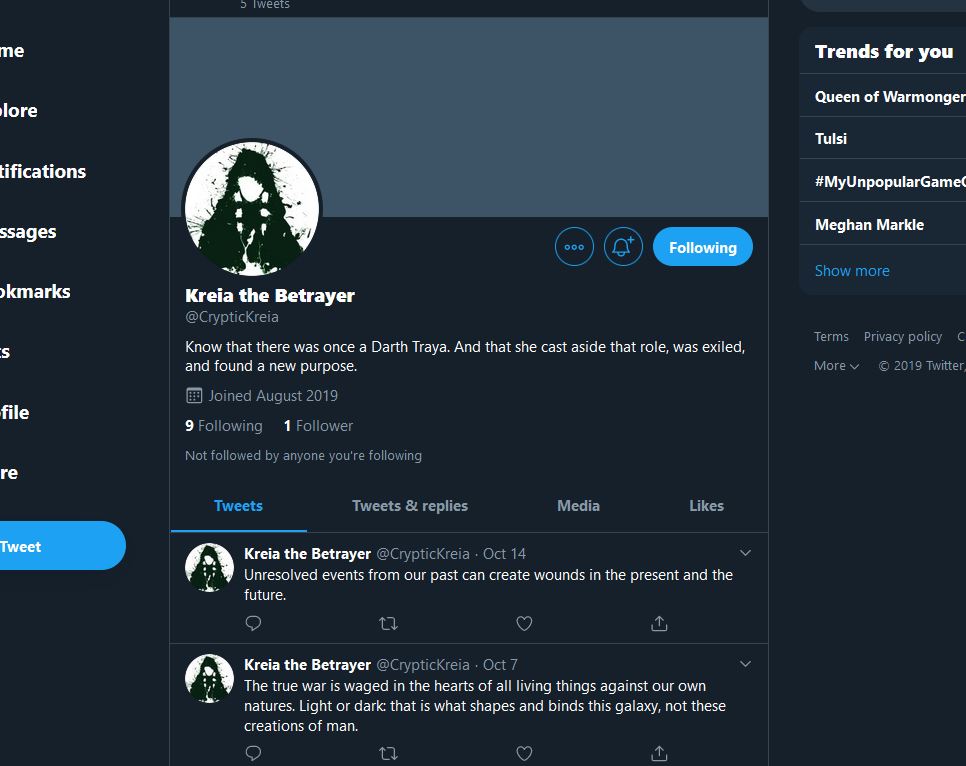 5 Tweets
me
lore
tifications
ssages
okmarks
ts
file
re
Tweet
Following
Kreia the Betrayer
@CrypticKreia
Know that there was once a Darth Traya. And that she cast aside that role, was exiled,
and found a new purpose.
Joined August 2019
9 Following 1 Follower
Not followed by anyone you're following
Tweets Tweets & replies Media Likes
Kreia the Betrayer @CrypticKreia · Oct 14
Unresolved events from our past can create wounds in the present and the
future.
Kreia the Betrayer @CrypticKreia · Oct 7
The true war is waged in the hearts of all living things against our own
natures. Light or dark: that is what shapes and binds this galaxy, not these
creations of man.
Trends for you
Queen of Warmonger
Tulsi
#MyUnpopularGameO
Meghan Markle
Show more
Terms Privacy policy C
More © 2019 Twitter,